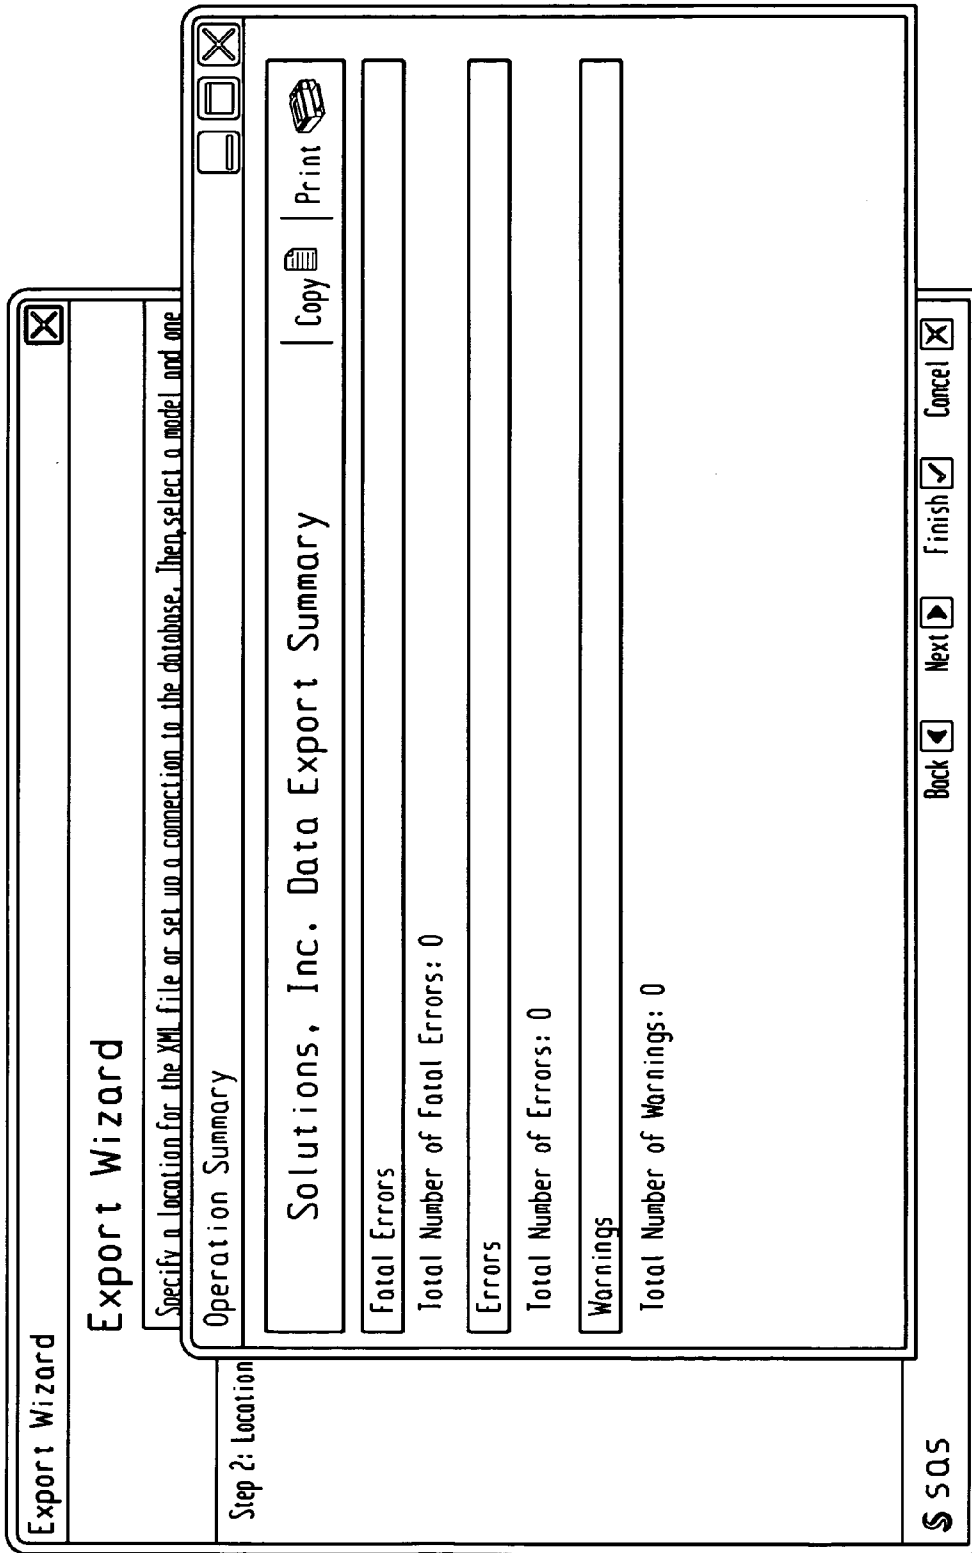 Export Wizard
Export Wizard
Specify a location for the XML file or set up a connection to the database. Then,select a model and one
Step 2: Location
Operation Summary
Solutions, Inc. Data Export Summary
Copy
Print
Fatal Errors
Total Number of Fatal Errors: 0
Errors
Total Number of Errors: 0
Warnings
Total Number of Warnings: 0
sas
Back
Next
Finish
Cancel